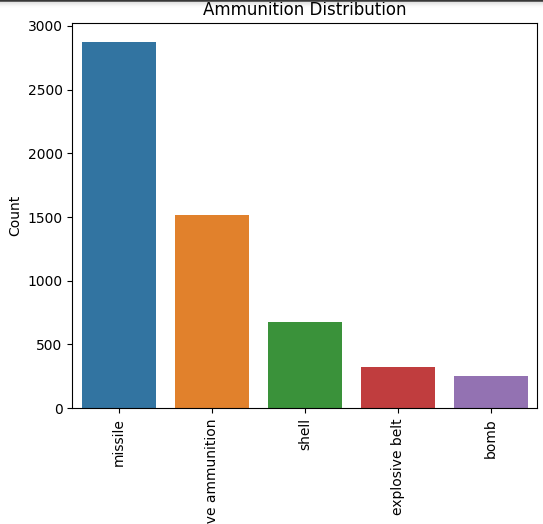 Ammunition Distribution
3000
2500
2000
1500
1000
500
0
Count
missile
ve ammunition
shell
explosive belt
bomb